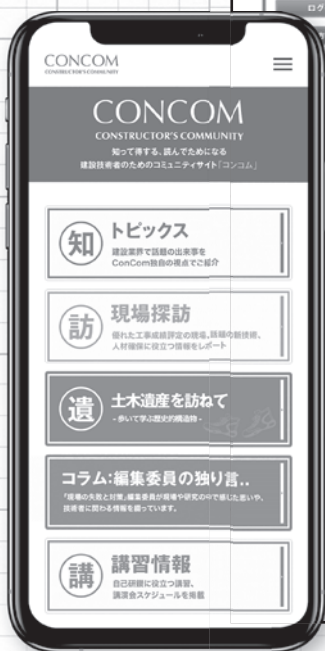 ログ
CONCOM
CONSTRUCTOR'S COMMUNITY
CONCOM
CONSTRUCTOR'S COMMUNITY
知って得する、読んでためになる
建設技術者のためのコミュニティサイト「コンコム」
知
トピックス
建設業界で話題の出来事を
ConCom独自の視点でご紹介
訪
現場探訪
優れた工事成績評定の現場、話題の新技術、
人材確保に役立つ情報をレポート
遺
土木遺産を訪ねて
- 歩いて学ぶ歴史的構造物 -
コラム:編集委員の独り言..
「現場の失敗と対策」編集委員が現場や研究の中で感じた思いや、
技術者に関わる情報を綴っています。
講
講習情報
自己研鑽に役立つ講習、
講演会スケジュールを掲載